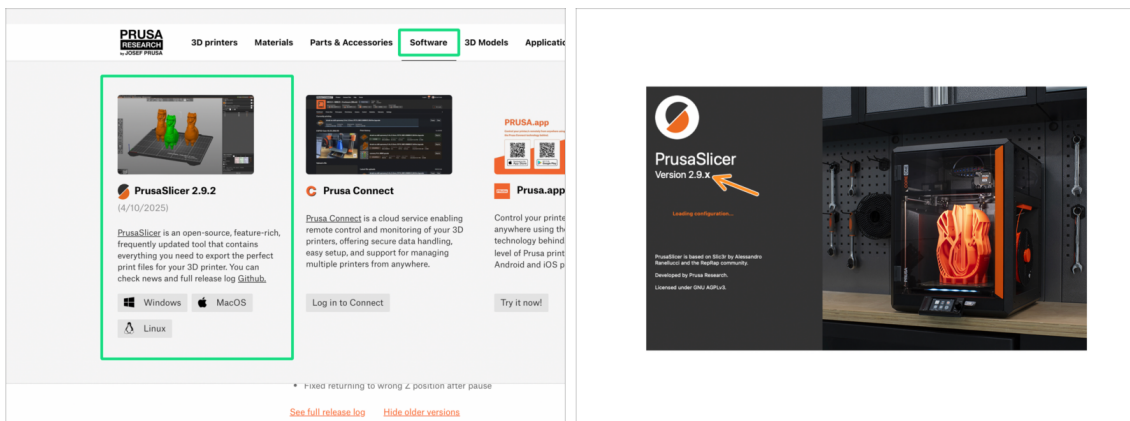 PRUSA
RESEARCH
by JOSEF PRUSA
3D printers Materials Parts & Accessories Software 3D Models
PrusaSlicer 2.9.2
(4/10/2025)
PrusaSlicer is an open-source, feature-rich,
frequently updated tool that contains
everything you need to export the perfect
print files for your 3D printer. You can
check news and full release log Github.
Windows MacOS
Linux
Prusa Connect
Prusa Connect is a cloud service enabling
remote control and monitoring of your 3D
printers, offering secure data handling,
easy setup, and support for managing
multiple printers from anywhere.
Log in to Connect
PRUSA.app
Prusa.app
Control your printe
anywhere using th
technology behind
level of Prusa print
Android and iOS p
Try it now!
Fixed returning to wrong Z position after pause
See full release log Hide older versions
PrusaSlicer
Version 2.9.x
Loading configuration...
PrusaSlicer is based on Slic3r by Alessandro
Ranellucci and the RepRap community.
Developed by Prusa Research.
Licensed under GNU AGPLv3.